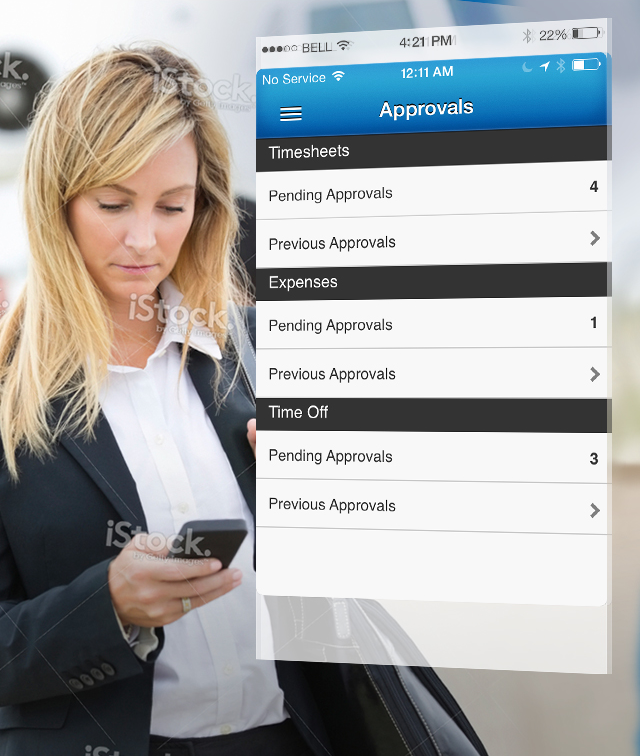 BELL
4:21 PM
22%
No Service
12:11 AM
Approvals
Timesheets
Pending Approvals 4
Previous Approvals
Expenses
Pending Approvals 1
Previous Approvals
Time Off
Pending Approvals 3
Previous Approvals
iStock.
iStock.
iStock.
iStock